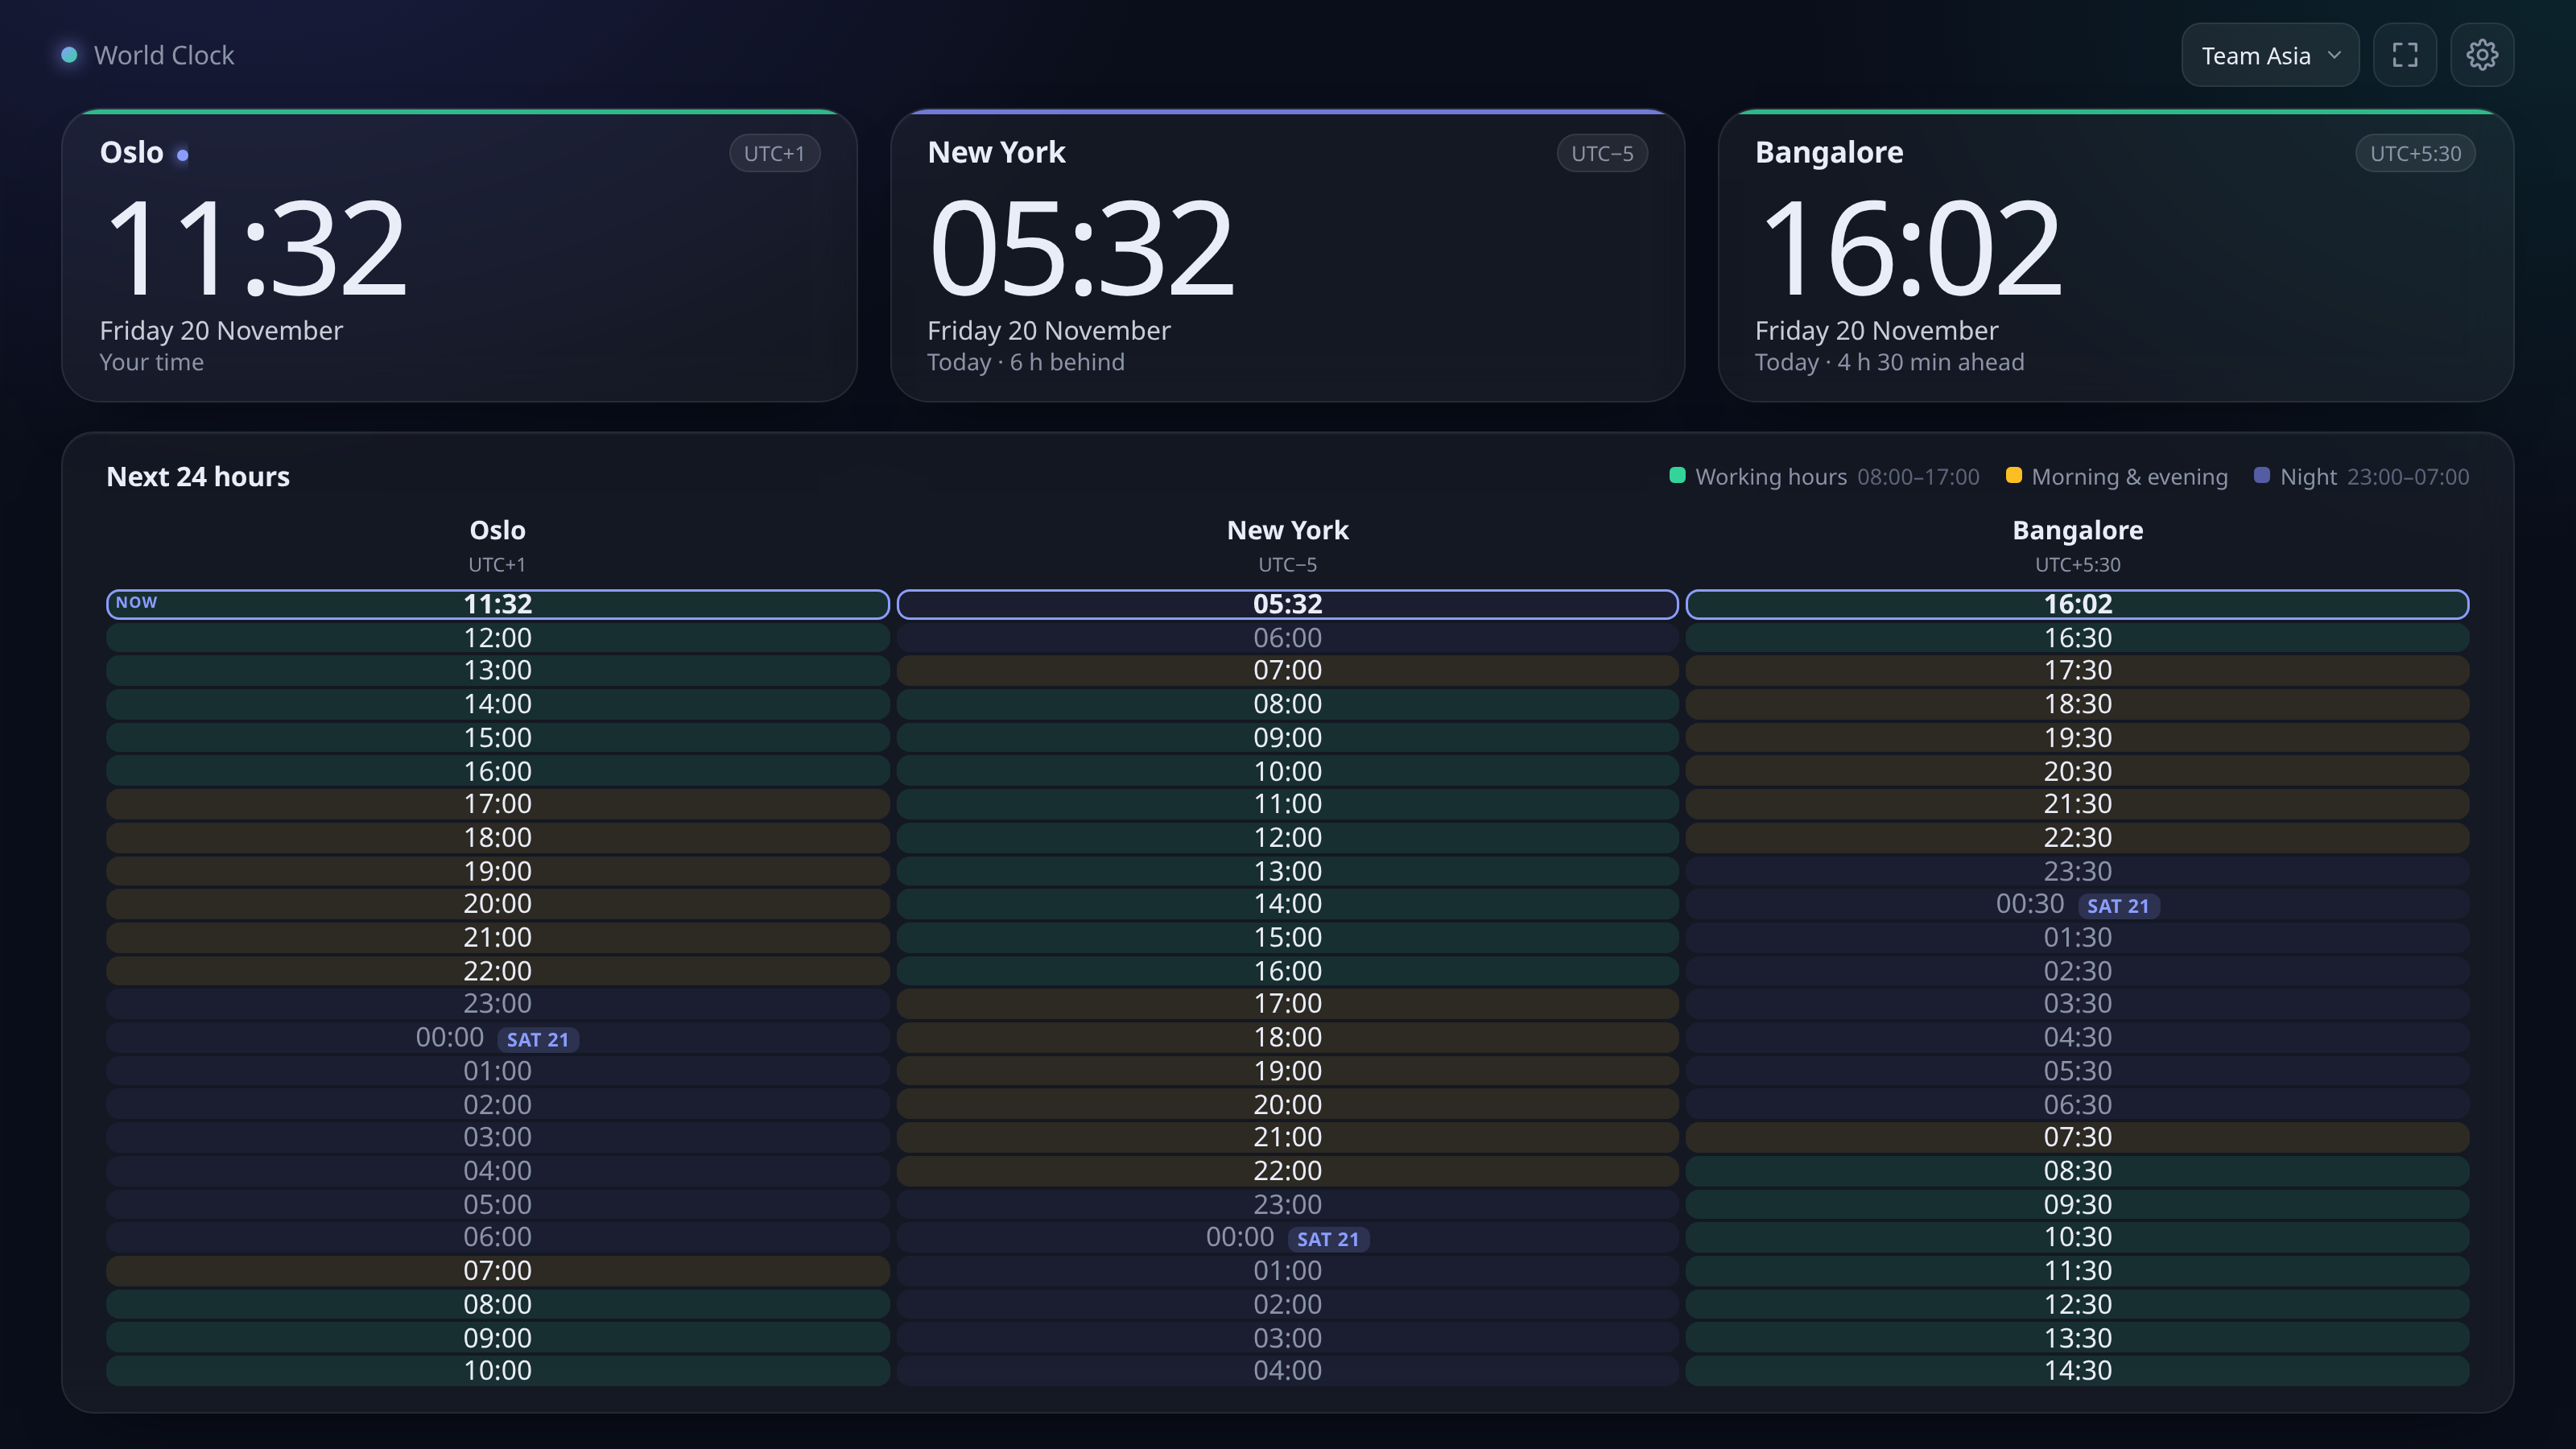 World Clock
Team Asia
Oslo UTC+1
11:32
Friday 20 November
Your time
New York UTC−5
05:32
Friday 20 November
Today · 6 h behind
Bangalore UTC+5:30
16:02
Friday 20 November
Today · 4 h 30 min ahead
Next 24 hours
Working hours 08:00–17:00 Morning & evening Night 23:00–07:00
Oslo New York Bangalore
UTC+1 UTC−5 UTC+5:30
NOW 11:32 05:32 16:02
12:00 06:00 16:30
13:00 07:00 17:30
14:00 08:00 18:30
15:00 09:00 19:30
16:00 10:00 20:30
17:00 11:00 21:30
18:00 12:00 22:30
19:00 13:00 23:30
20:00 14:00 00:30 SAT 21
21:00 15:00 01:30
22:00 16:00 02:30
23:00 17:00 03:30
00:00 SAT 21 18:00 04:30
01:00 19:00 05:30
02:00 20:00 06:30
03:00 21:00 07:30
04:00 22:00 08:30
05:00 23:00 09:30
06:00 00:00 SAT 21 10:30
07:00 01:00 11:30
08:00 02:00 12:30
09:00 03:00 13:30
10:00 04:00 14:30